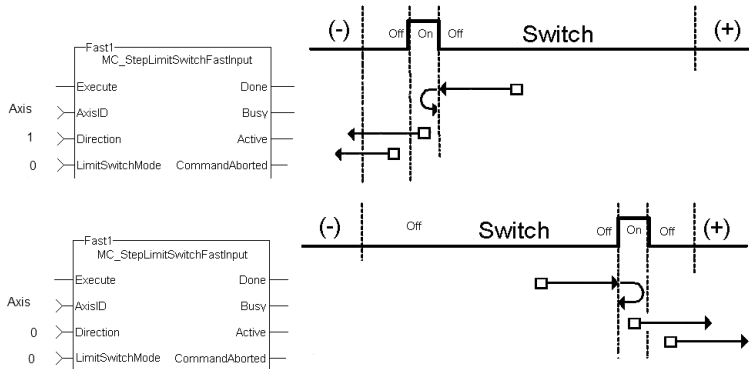 (-) Off On Off Switch (+)
Fast1
MC_StepLimitSwitchFastInput
Execute Done
Axis AxisID Busy
1 Direction Active
0 LimitSwitchMode CommandAborted
(-) Off Switch Off On Off (+)
Fast1
MC_StepLimitSwitchFastInput
Execute Done
Axis AxisID Busy
0 Direction Active
0 LimitSwitchMode CommandAborted